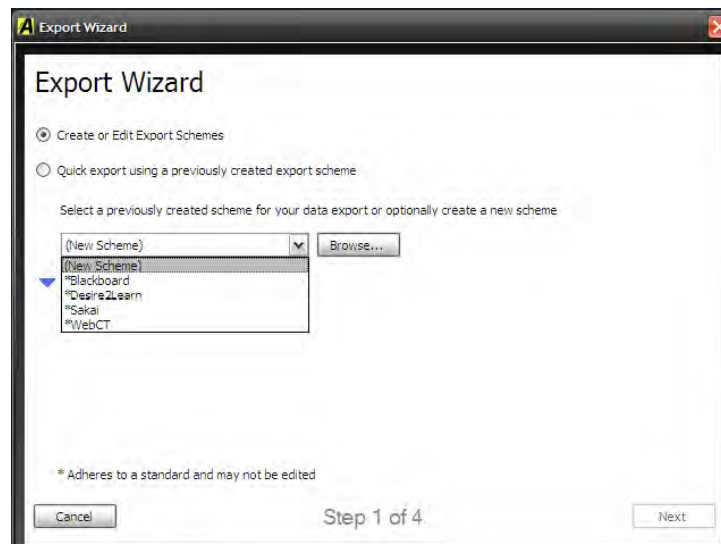 Export Wizard
Export Wizard
Create or Edit Export Schemes
Quick export using a previously created export scheme
Select a previously created scheme for your data export or optionally create a new scheme
(New Scheme) Browse...
(New Scheme)
*Blackboard
*Desire2Learn
*Sakai
*WebCT
* Adheres to a standard and may not be edited
Cancel Step 1 of 4 Next